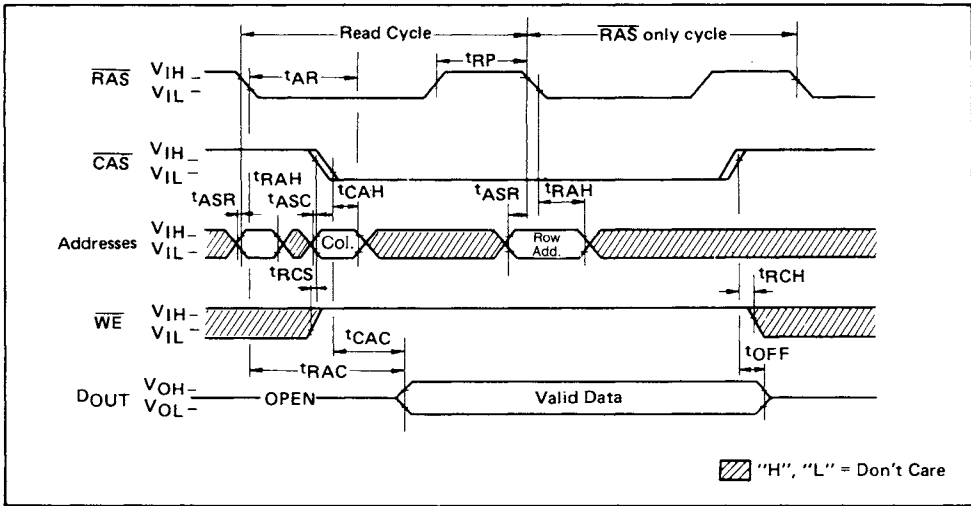 Read Cycle
RAS only cycle
RAS
VIH
VIL
tAR
tRP
CAS
VIH
VIL
tRAH
tASR
tASC
tCAH
tASR
tRAH
Addresses
VIH
VIL
Col.
Row
Add.
tRCS
tRCH
WE
VIH
VIL
tCAC
tOFF
tRAC
DOUT
VOH
VOL
OPEN
Valid Data
"H", "L" = Don't Care